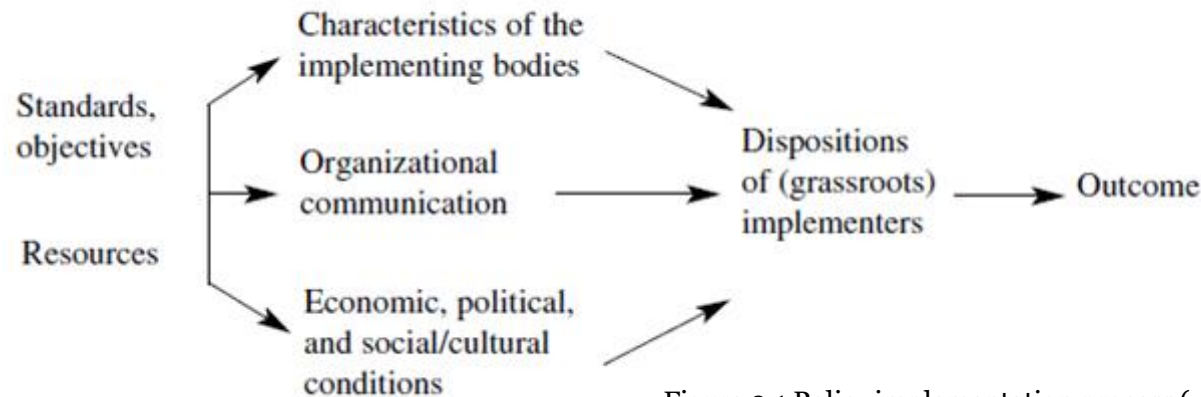 Standards,
objectives
Resources
Characteristics of the
implementing bodies
Organizational
communication
Economic, political,
and social/cultural
conditions
Dispositions
of (grassroots)
implementers
Outcome